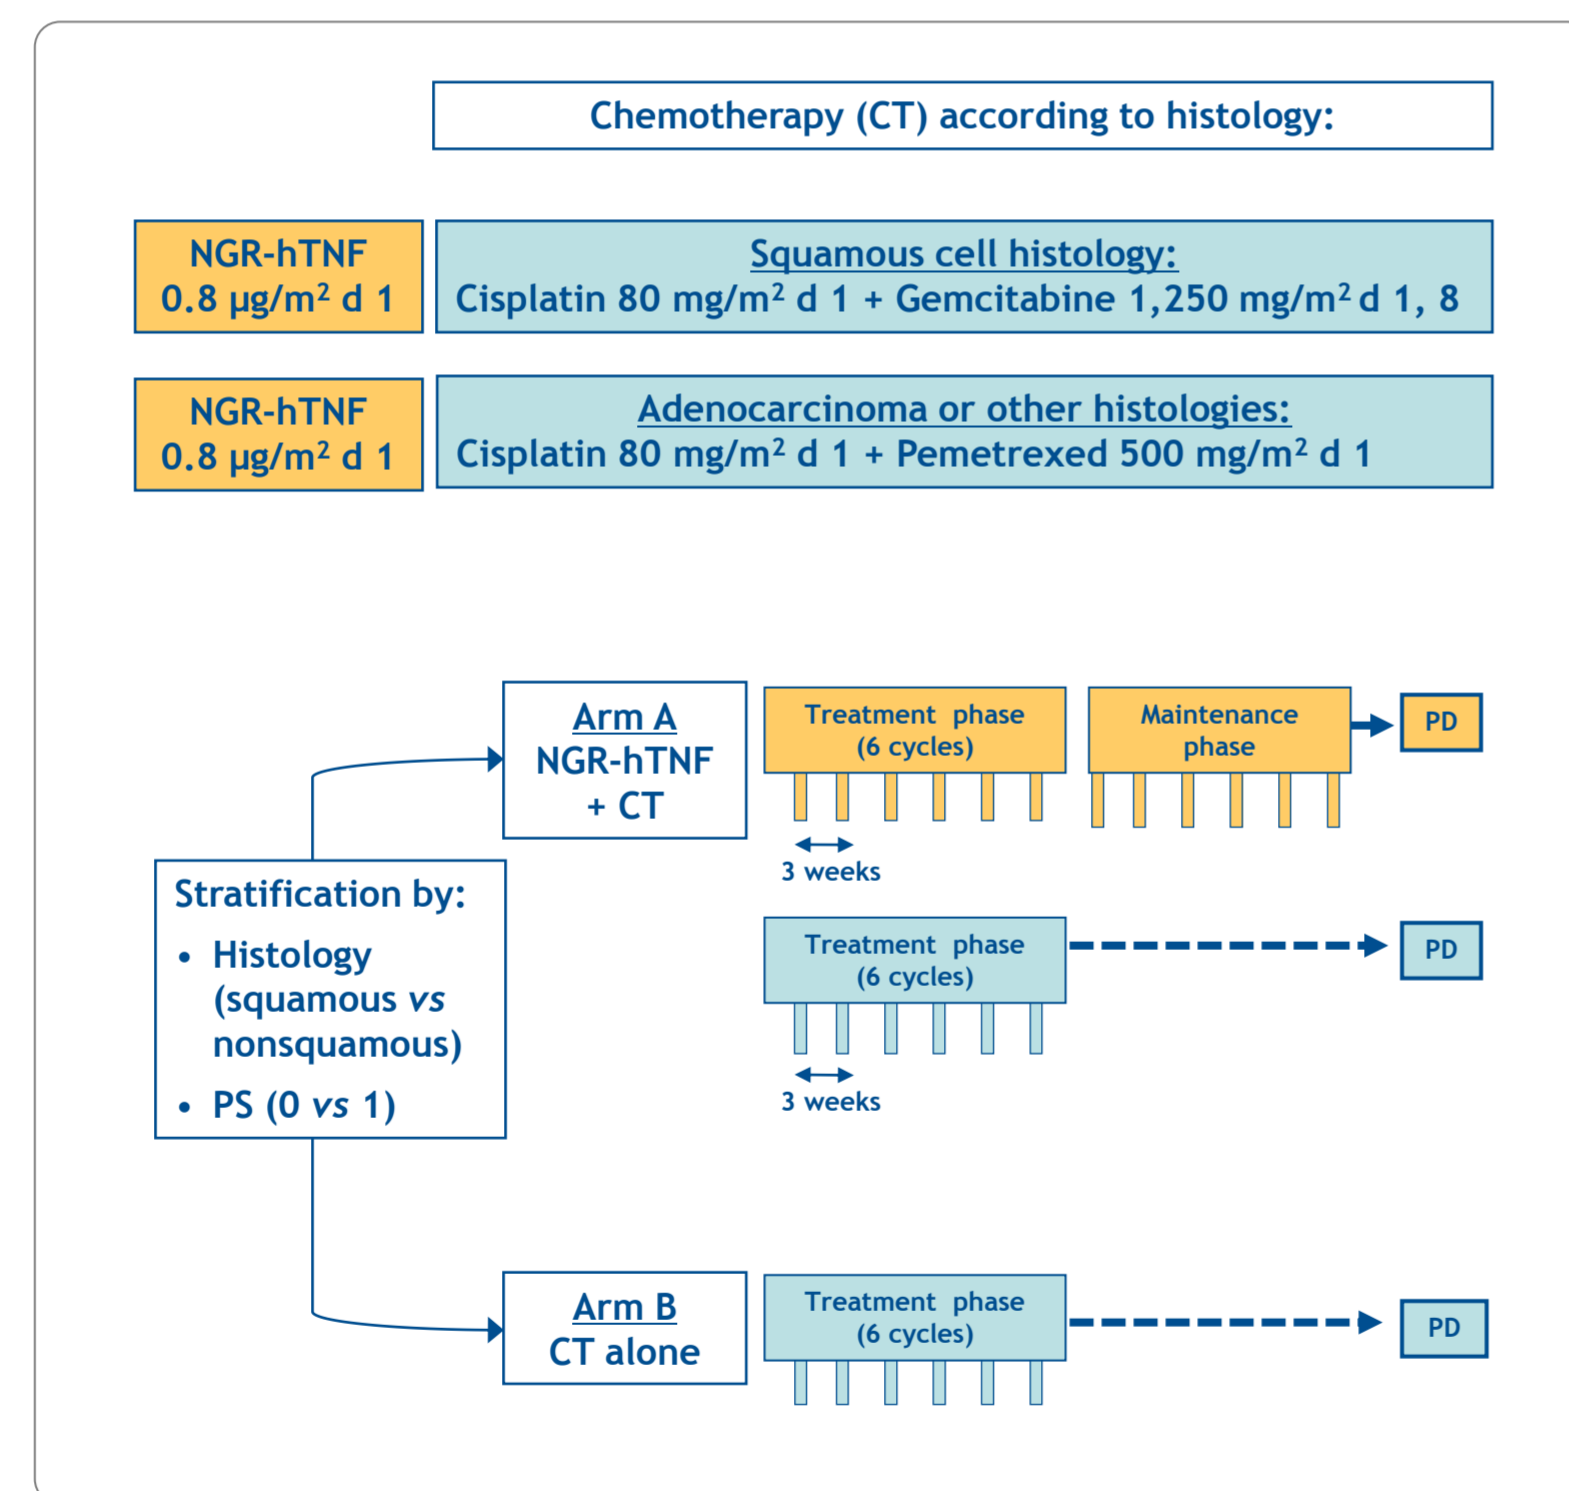 Chemotherapy (CT) according to histology:
NGR-hTNF
0.8 µg/m² d 1
Squamous cell histology:
Cisplatin 80 mg/m² d 1 + Gemcitabine 1,250 mg/m² d 1, 8
NGR-hTNF
0.8 µg/m² d 1
Adenocarcinoma or other histologies:
Cisplatin 80 mg/m² d 1 + Pemetrexed 500 mg/m² d 1
Arm A
NGR-hTNF
+ CT
Treatment phase
(6 cycles)
Maintenance
phase
PD
3 weeks
Stratification by:
• Histology
(squamous vs
nonsquamous)
• PS (0 vs 1)
Treatment phase
(6 cycles)
PD
3 weeks
Arm B
CT alone
Treatment phase
(6 cycles)
PD